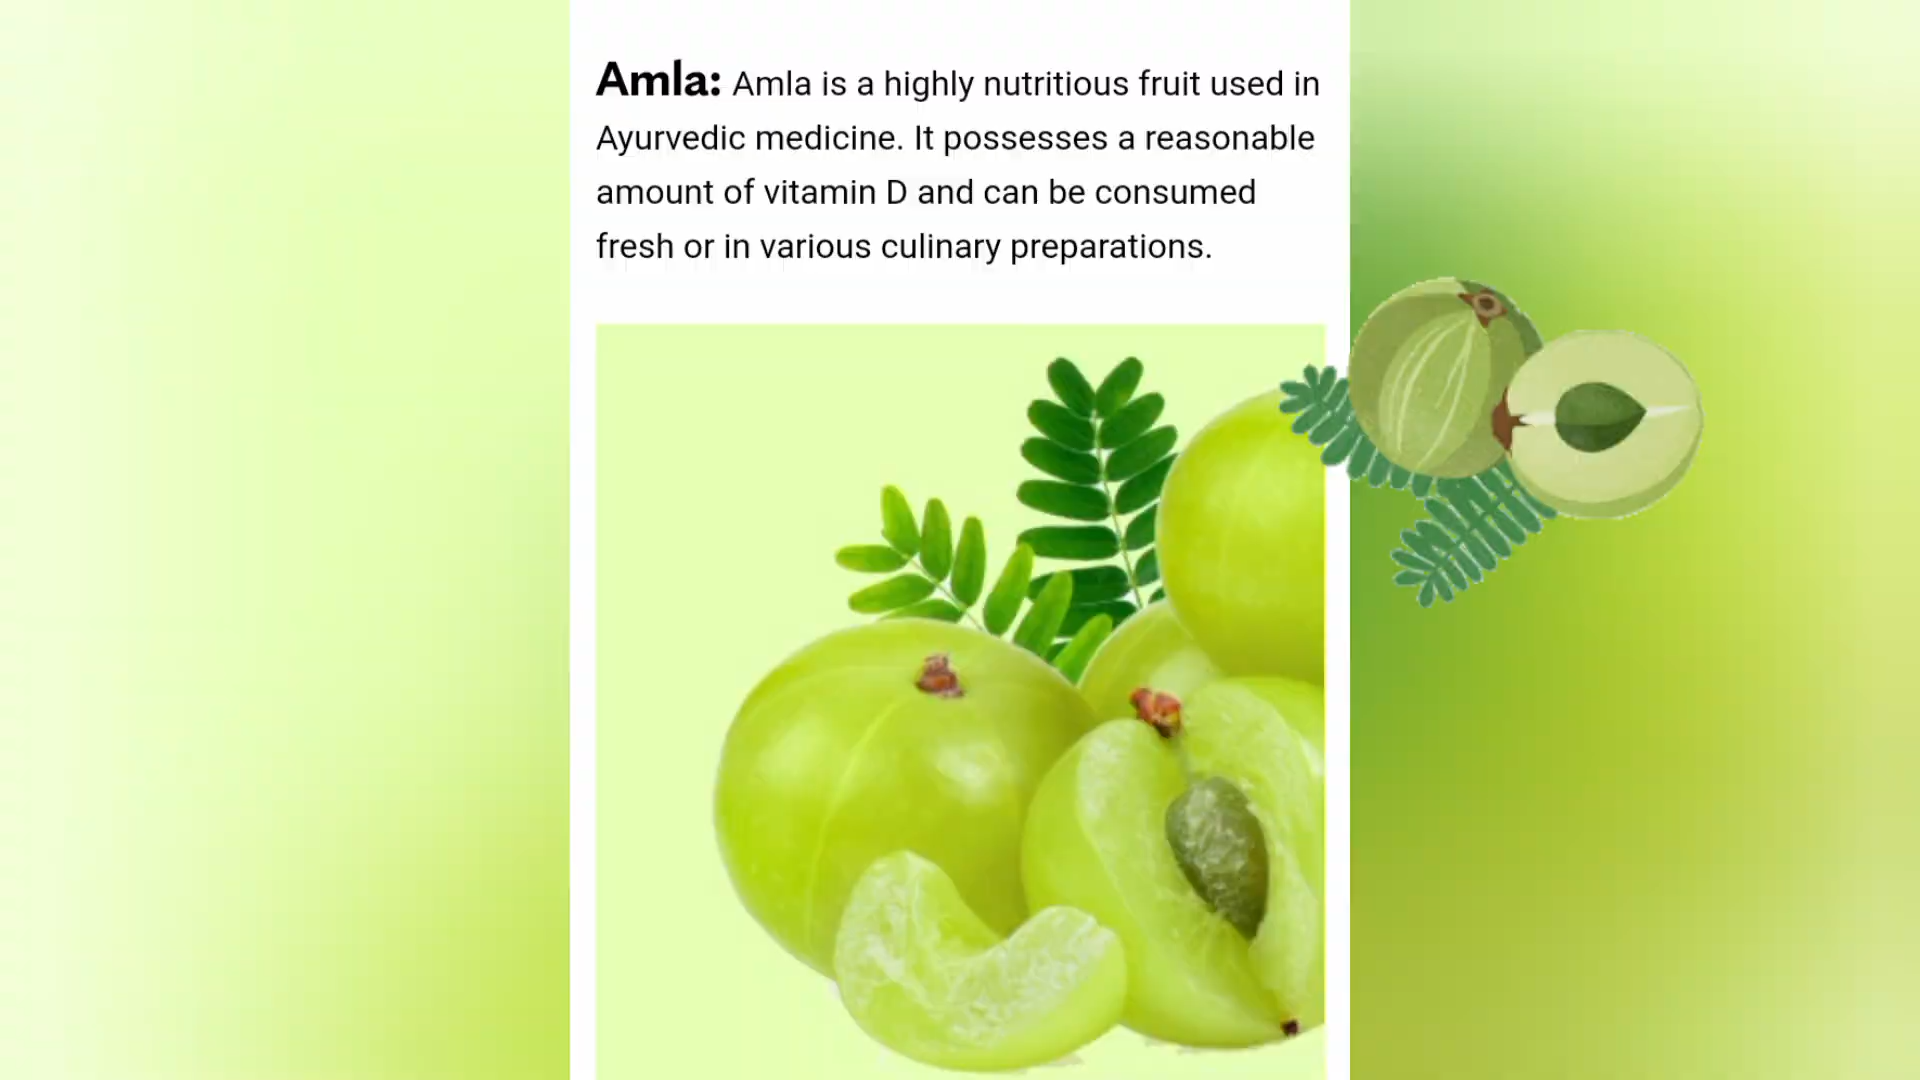 Amla: Amla is a highly nutritious fruit used in
Ayurvedic medicine. It possesses a reasonable
amount of vitamin D and can be consumed
fresh or in various culinary preparations.